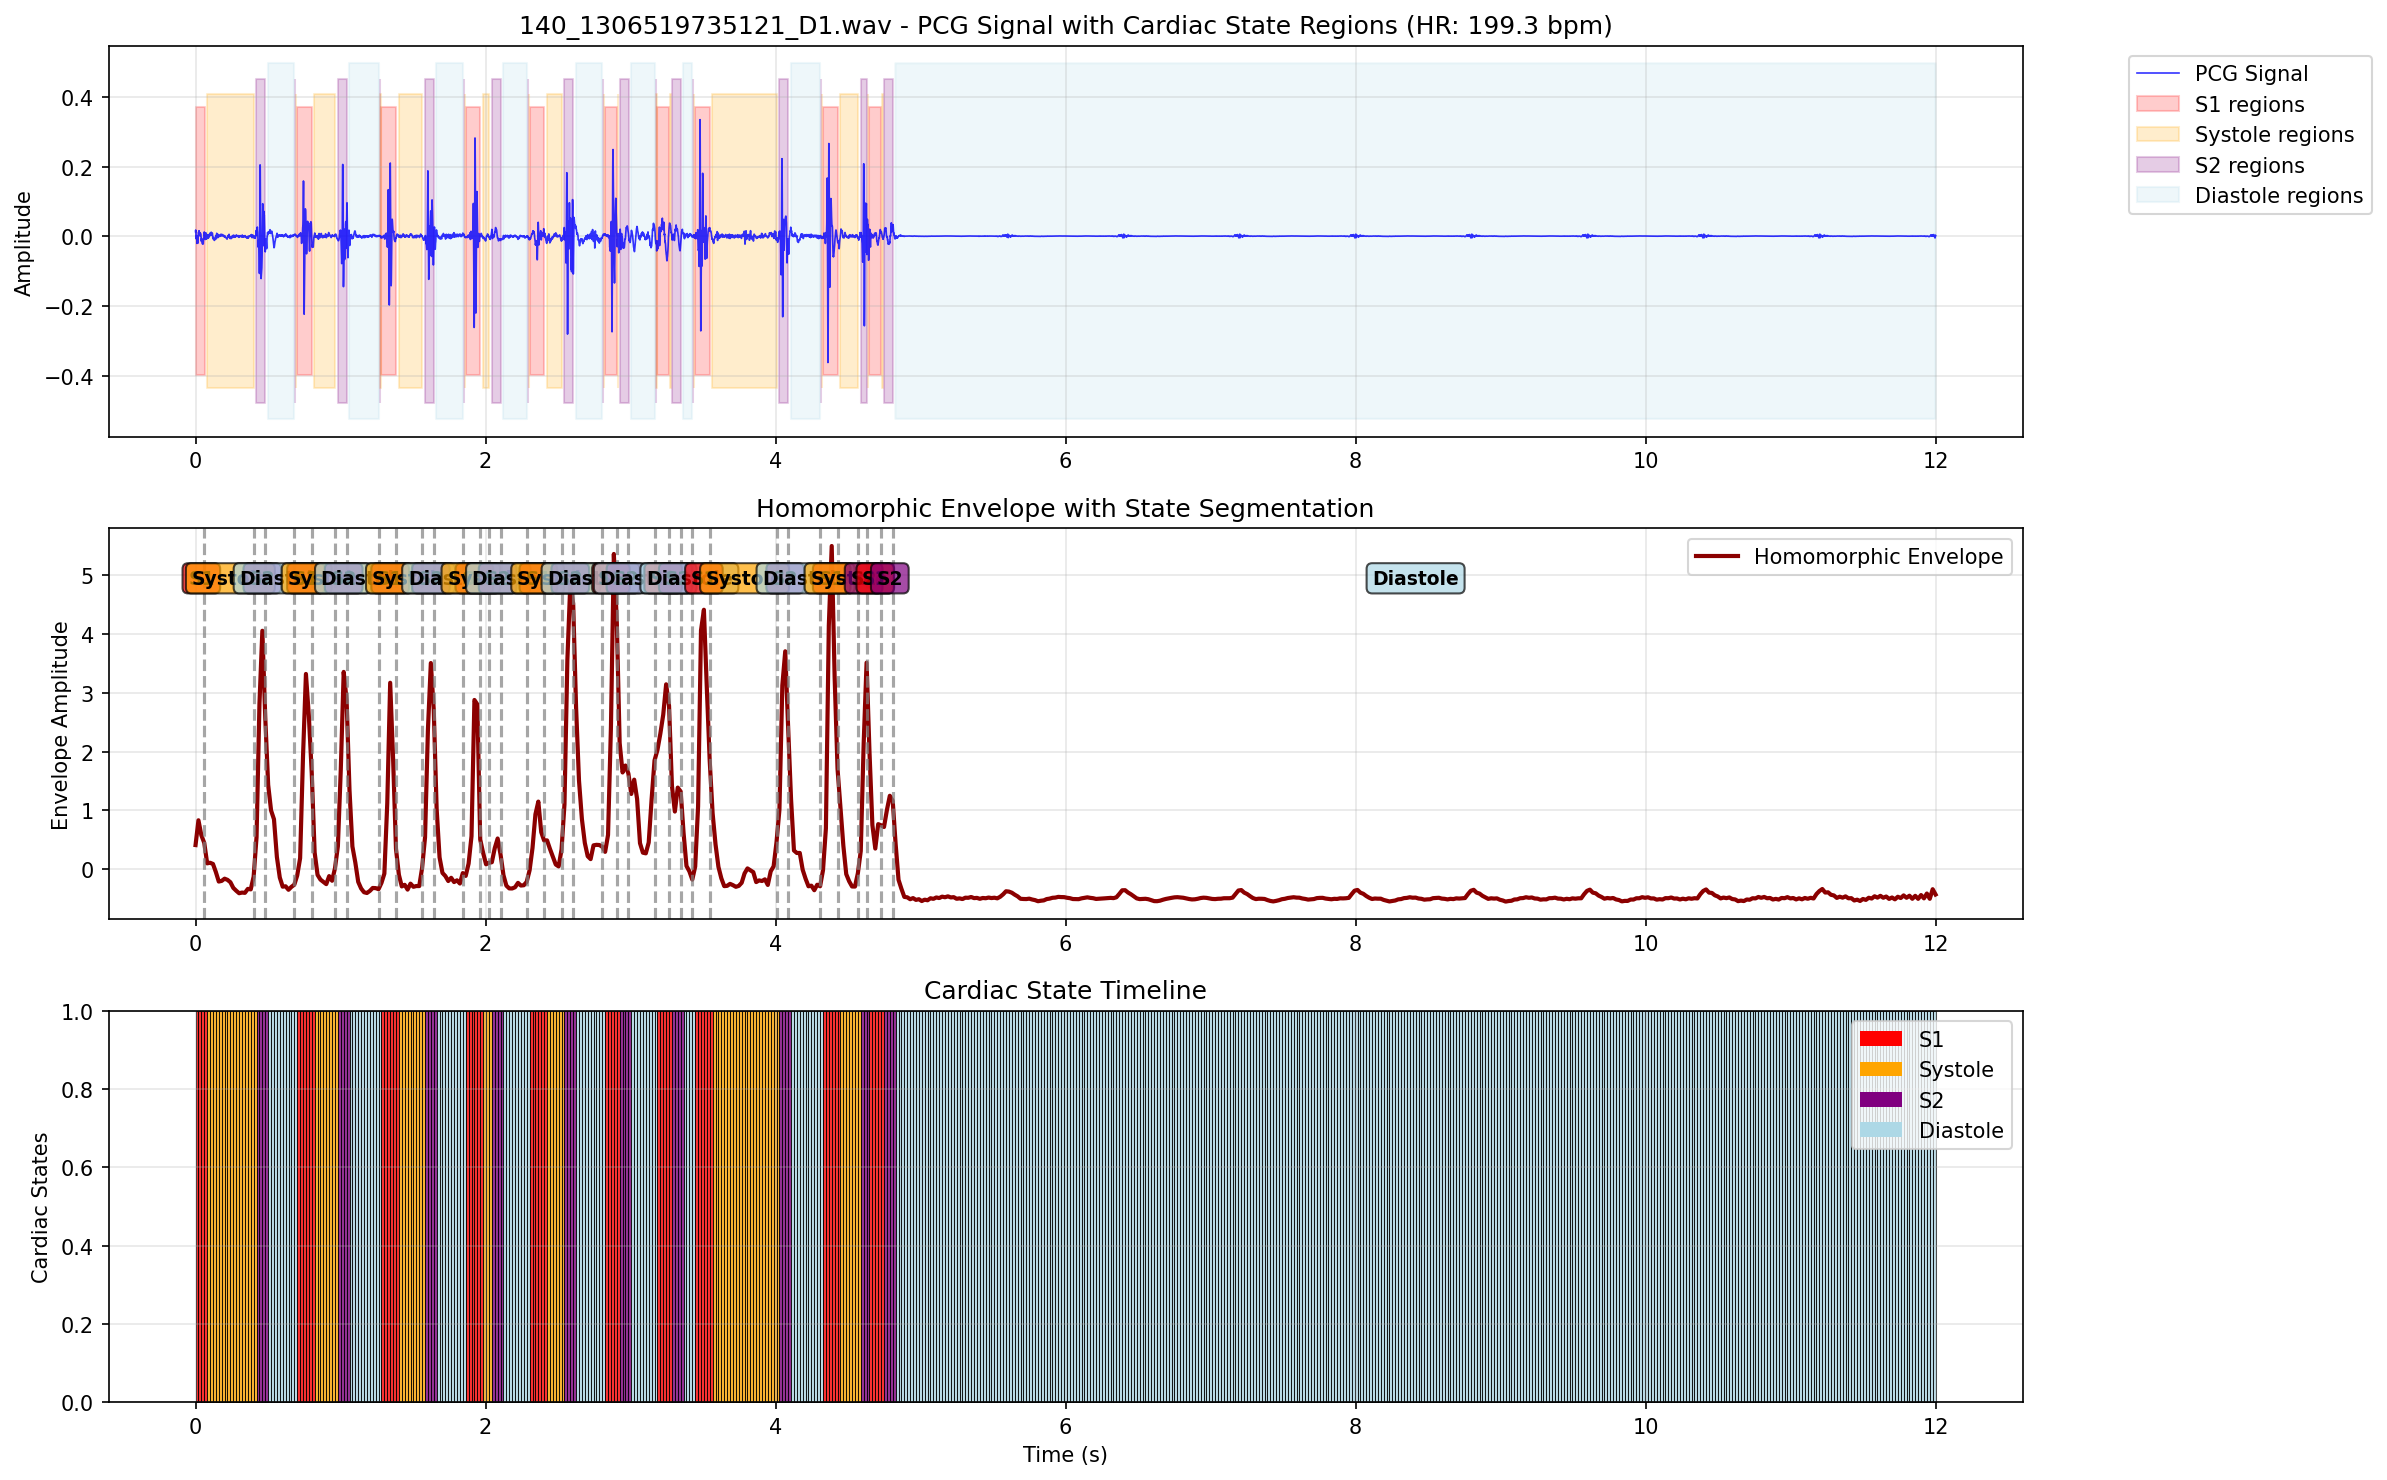 140_1306519735121_D1.wav - PCG Signal with Cardiac State Regions (HR: 199.3 bpm)
Amplitude
0.4
0.2
0.0
−0.2
−0.4
0 2 4 6 8 10 12
PCG Signal
S1 regions
Systole regions
S2 regions
Diastole regions
Homomorphic Envelope with State Segmentation
Envelope Amplitude
5
4
3
2
1
0
Diastole
S2
Homomorphic Envelope
0 2 4 6 8 10 12
Cardiac State Timeline
Cardiac States
1.0
0.8
0.6
0.4
0.2
0.0
S1
Systole
S2
Diastole
0 2 4 6 8 10 12
Time (s)